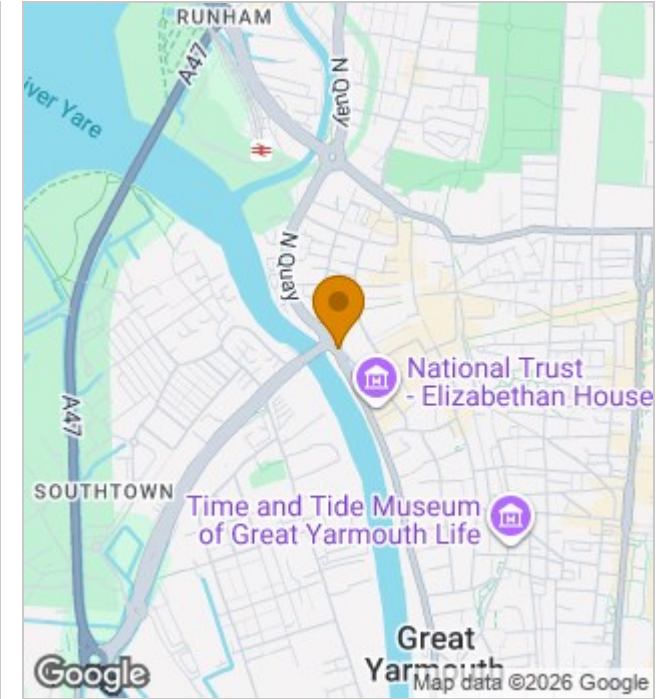 RUNHAM
A47
N Quay
iver Yare
N Quay
National Trust
- Elizabethan House
A47
SOUTHTOWN
Time and Tide Museum
of Great Yarmouth Life
Great
Yarmouth
Google
Map data ©2026 Google